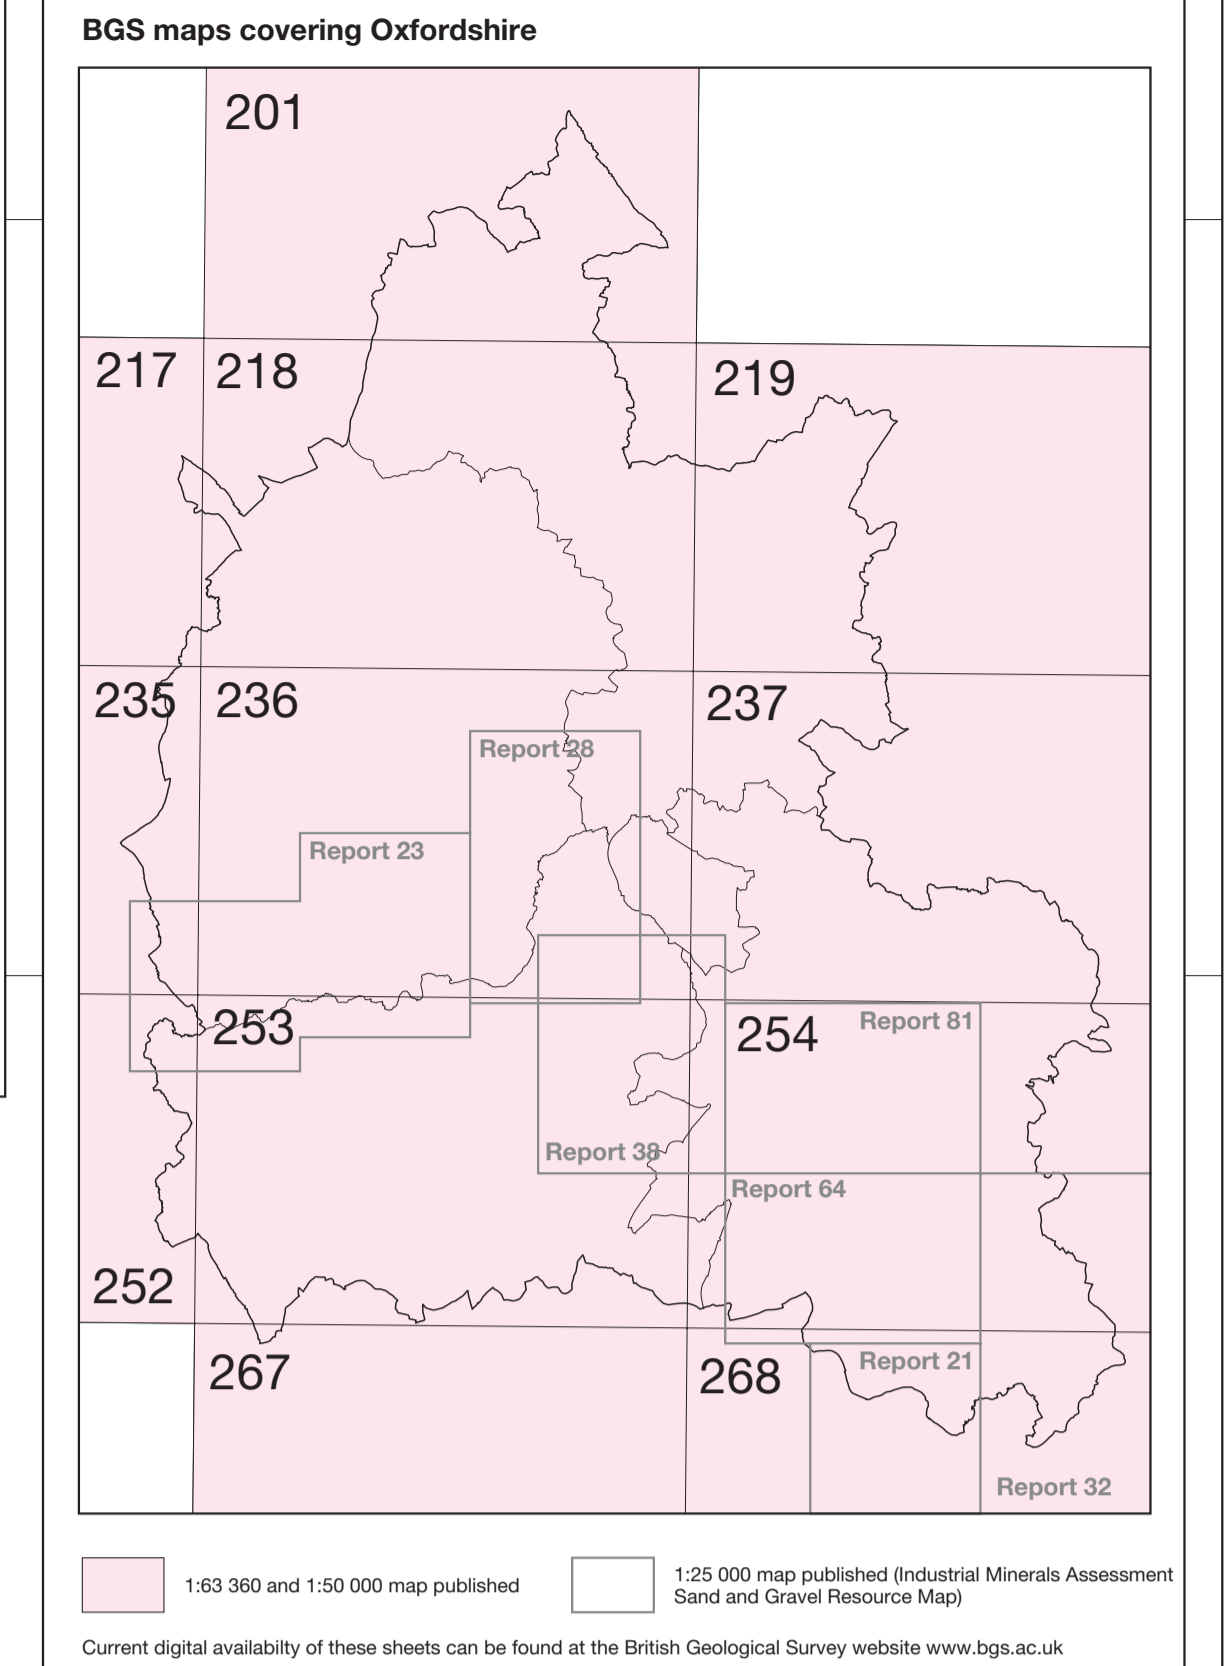 BGS maps covering Oxfordshire
201
217
218
219
235
236
237
Report 28
Report 23
253
254
Report 81
Report 38
Report 64
252
267
268
Report 21
Report 32
1:63 360 and 1:50 000 map published
1:25 000 map published (Industrial Minerals Assessment
Sand and Gravel Resource Map)
Current digital availabilty of these sheets can be found at the British Geological Survey website www.bgs.ac.uk